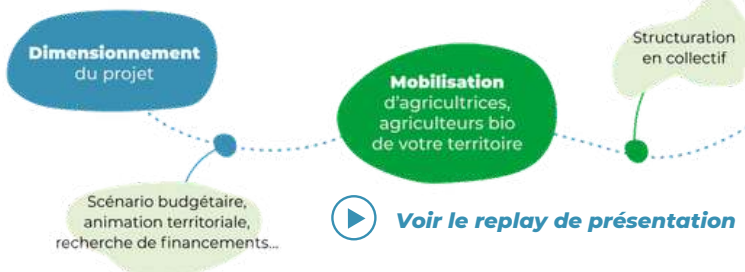 Dimensionnement
du projet
Mobilisation
d'agricultrices,
agriculteurs bio
de votre territoire
Structuration
en collectif
Scénario budgétaire,
animation territoriale,
recherche de financements...
Voir le replay de présentation